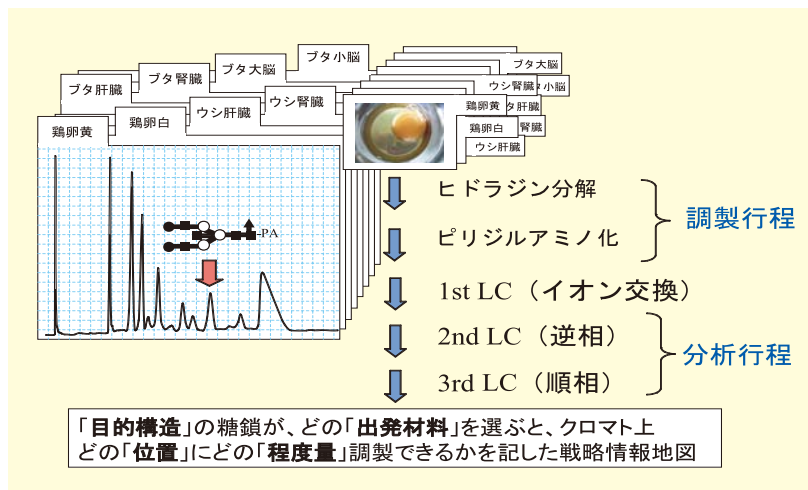 ブタ小脳
ブタ大脳
ブタ腎臓
ブタ肝臓
ウシ腎臓
ウシ肝臓
鶏卵白
鶏卵黄
ブタ大脳
ウシ腎臓
タ小脳
鶏卵黄
タ肝臓
鶏卵白
腎臓
ウシ肝臓
-PA
ヒドラジン分解
ピリジルアミノ化
調製行程
1st LC（イオン交換）
2nd LC（逆相）
3rd LC（順相）
分析行程
「目的構造」の糖鎖が、どの「出発材料」を選ぶと、クロマト上
どの「位置」にどの「程度量」調製できるかを記した戦略情報地図